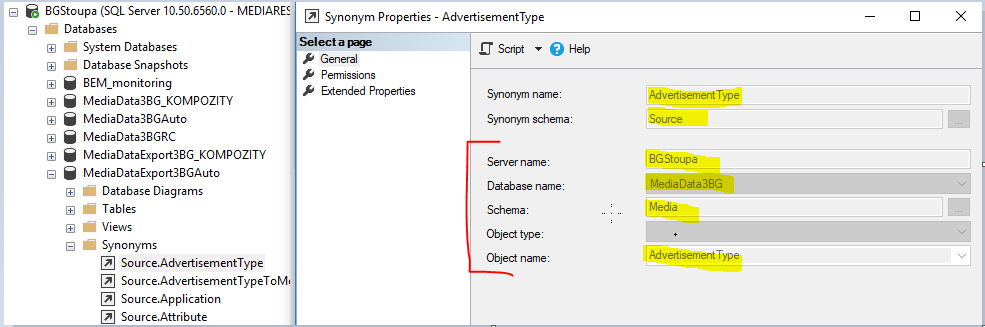 BGStoupa (SQL Server 10.50.6560.0 - MEDIARES
Databases
System Databases
Database Snapshots
BEM_monitoring
MediaData3BG_KOMPOZITY
MediaData3BGAuto
MediaData3BGRC
MediaDataExport3BG_KOMPOZITY
MediaDataExport3BGAuto
Database Diagrams
Tables
Views
Synonyms
Source.AdvertisementType
Source.AdvertisementTypeToMe
Source.Application
Source.Attribute
Synonym Properties - AdvertisementType
Select a page
General
Permissions
Extended Properties
Script Help
Synonym name: AdvertisementType
Synonym schema: Source ...
Server name: BGStoupa
Database name: MediaData3BG
Schema: Media ...
Object type:
Object name: AdvertisementType